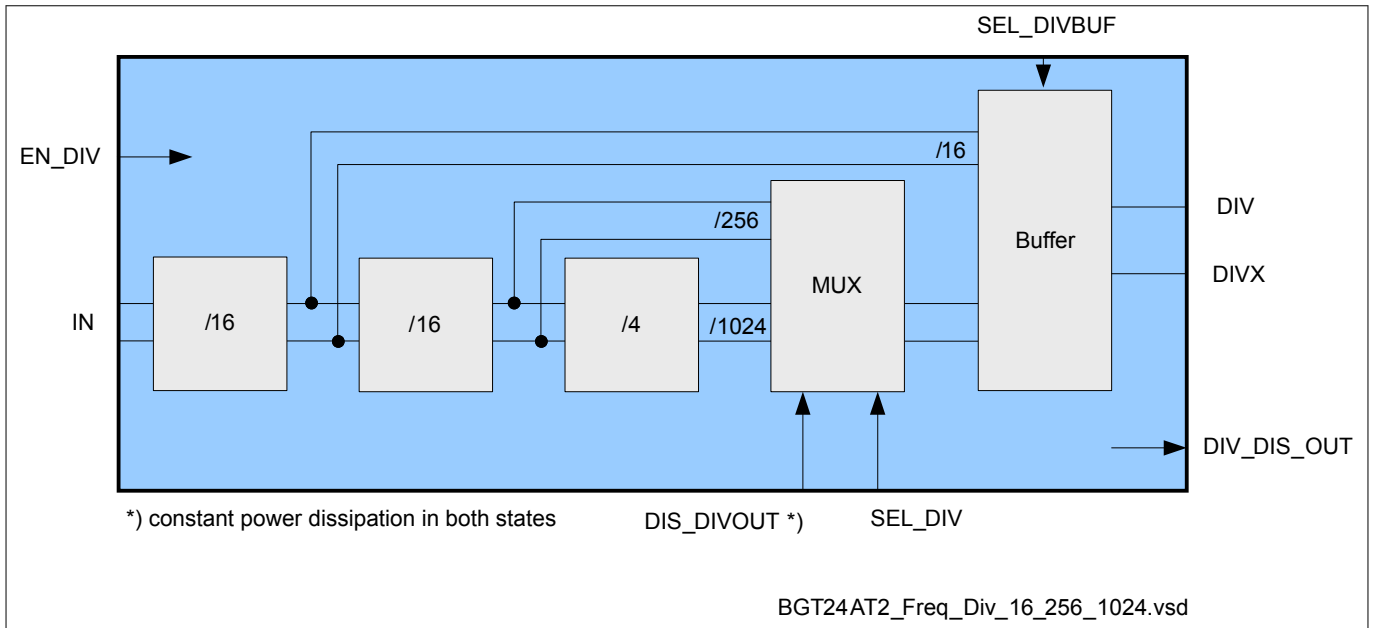 SEL_DIVBUF
EN_DIV
/16
/256
DIV
Buffer
DIVX
MUX
IN
/16
/16
/4
/1024
DIV_DIS_OUT
*) constant power dissipation in both states
DIS_DIVOUT *)
SEL_DIV
BGT24AT2_Freq_Div_16_256_1024.vsd